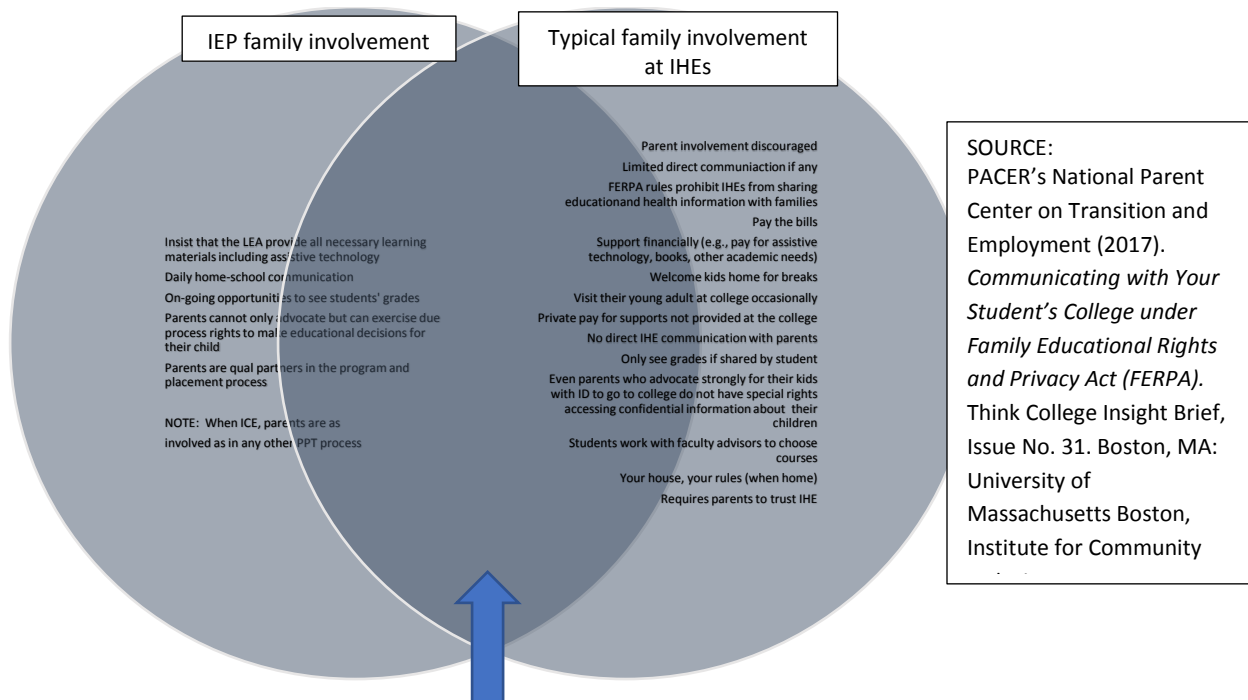 IEP family involvement
Typical family involvement
at IHEs
Insist that the LEA provide all necessary learning
materials including assistive technology
Daily home-school communication
On-going opportunities to see students' grades
Parents cannot only advocate but can exercise due
process rights to make educational decisions for
their child
Parents are qual partners in the program and
placement process
NOTE: When ICE, parents are as
involved as in any other PPT process
Parent involvement discouraged
Limited direct communiaction if any
FERPA rules prohibit IHEs from sharing
educationand health information with families
Pay the bills
Support financially (e.g., pay for assistive
technology, books, other academic needs)
Welcome kids home for breaks
Visit their young adult at college occasionally
Private pay for supports not provided at the college
No direct IHE communication with parents
Only see grades if shared by student
Even parents who advocate strongly for their kids
with ID to go to college do not have special rights
accessing confidential information about their
children
Students work with faculty advisors to choose
courses
Your house, your rules (when home)
Requires parents to trust IHE
SOURCE:
PACER's National Parent
Center on Transition and
Employment (2017).
Communicating with Your
Student's College under
Family Educational Rights
and Privacy Act (FERPA).
Think College Insight Brief,
Issue No. 31. Boston, MA:
University of
Massachusetts Boston,
Institute for Community